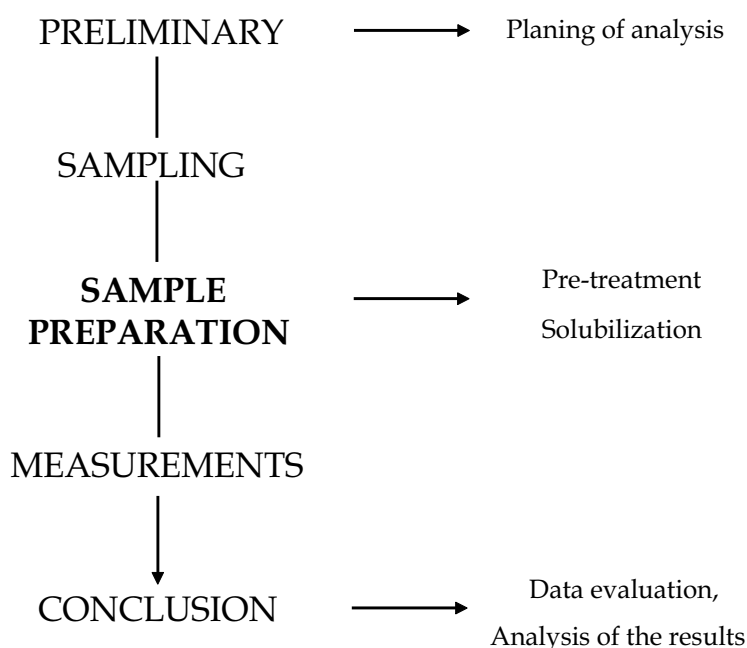 PRELIMINARY
Planing of analysis
SAMPLING
SAMPLE
PREPARATION
Pre-treatment
Solubilization
MEASUREMENTS
CONCLUSION
Data evaluation,
Analysis of the results